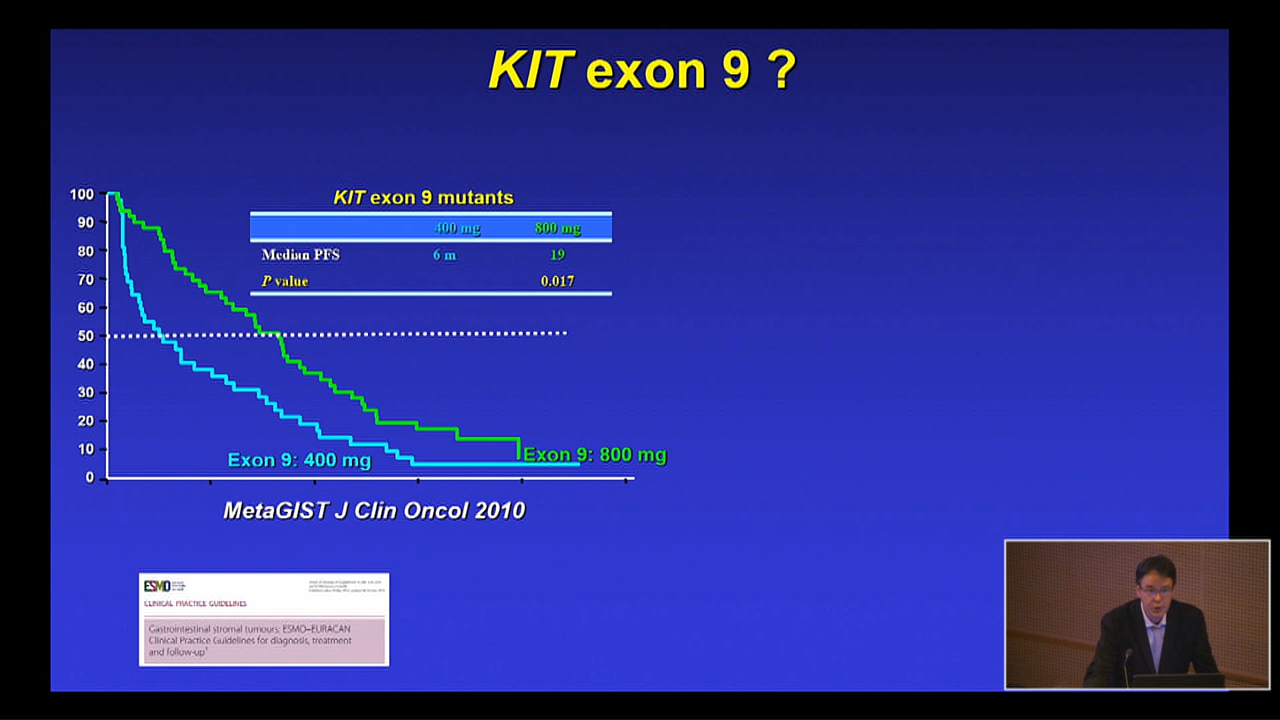 KIT exon 9 ?
KIT exon 9 mutants
400 mg 800 mg
Median PFS 6 m 19
P value 0.017
100
90
80
70
60
50
40
30
20
10
0
Exon 9: 400 mg
Exon 9: 800 mg
MetaGIST J Clin Oncol 2010
ESMO
CLINICAL PRACTICE GUIDELINES
Gastrointestinal stromal tumours: ESMO–EURACAN
Clinical Practice Guidelines for diagnosis, treatment
and follow-up†